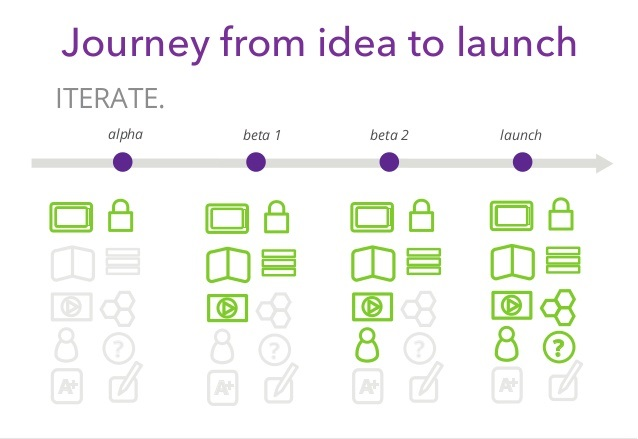 Journey from idea to launch
ITERATE.
alpha beta 1 beta 2 launch
? ? ? ?
A+ A+ A+ A+